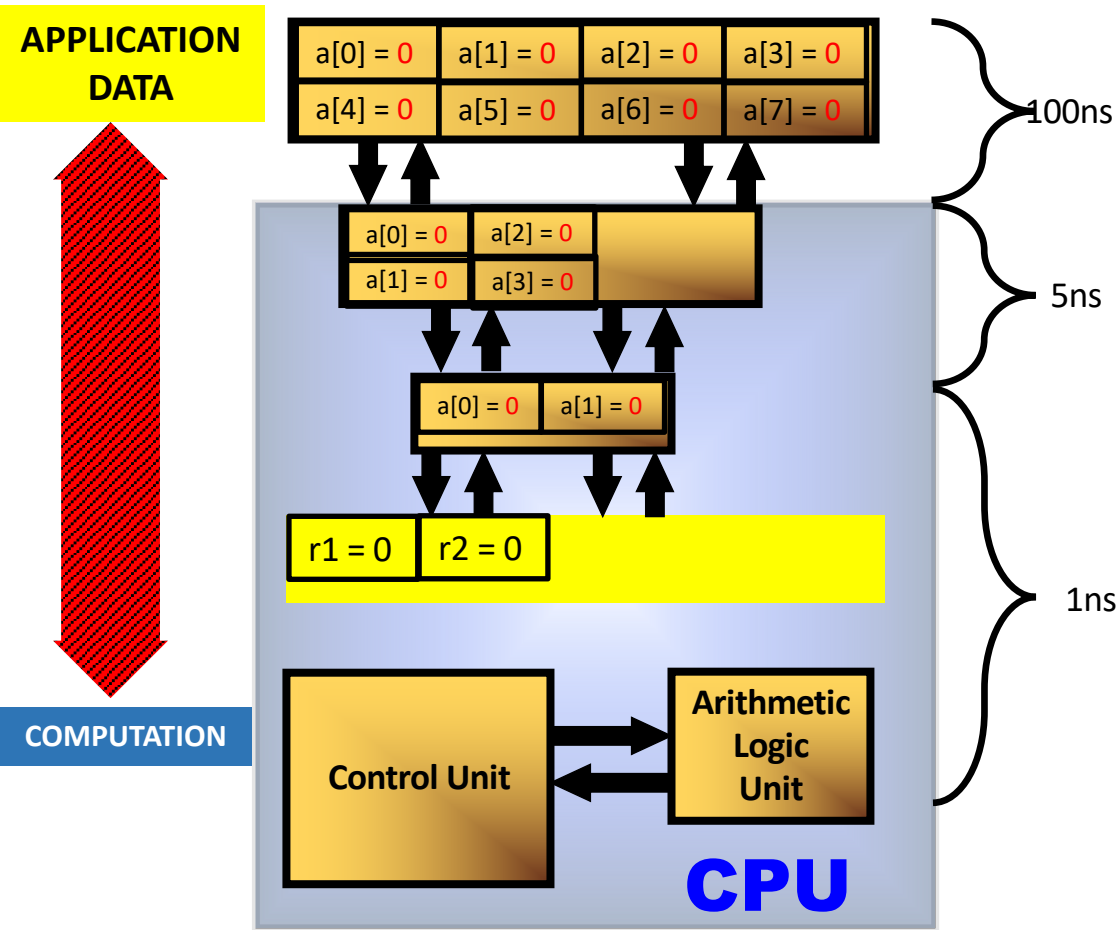 APPLICATION
DATA
a[0] = 0 a[1] = 0 a[2] = 0 a[3] = 0
a[4] = 0 a[5] = 0 a[6] = 0 a[7] = 0
100ns
a[0] = 0 a[2] = 0
a[1] = 0 a[3] = 0
5ns
a[0] = 0 a[1] = 0
r1 = 0 r2 = 0
1ns
COMPUTATION
Control Unit
Arithmetic
Logic
Unit
CPU